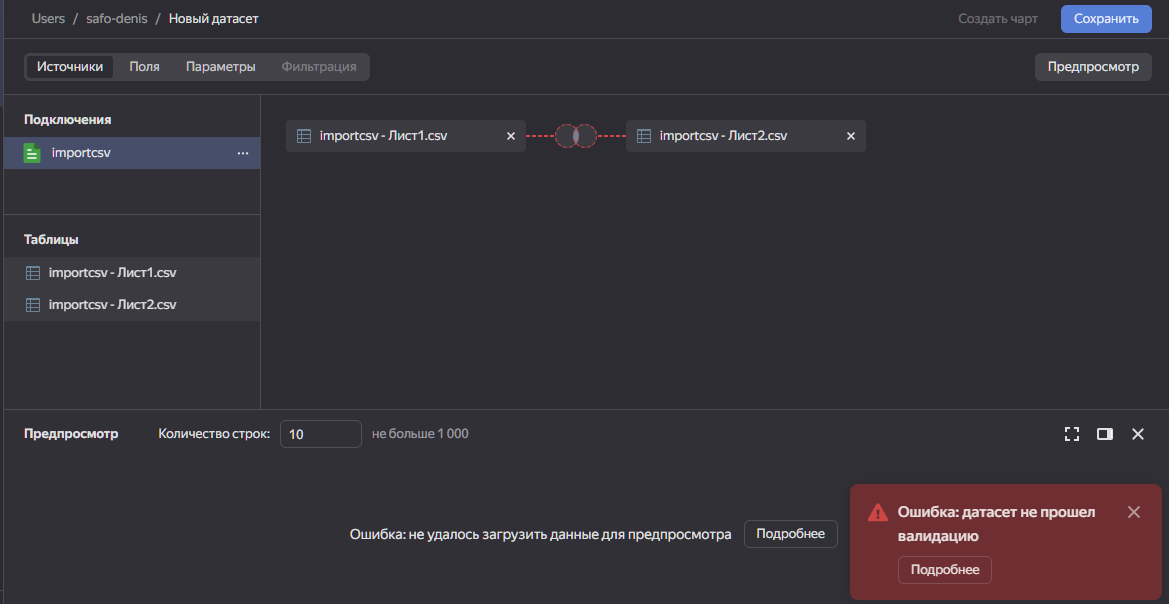 Users / safo-denis / Новый датасет
Создать чарт
Сохранить
Источники Поля Параметры Фильтрация
Предпросмотр
Подключения
importcsv
importcsv - Лист1.csv
importcsv - Лист2.csv
Таблицы
importcsv - Лист1.csv
importcsv - Лист2.csv
Предпросмотр Количество строк: 10 не больше 1 000
Ошибка: не удалось загрузить данные для предпросмотра Подробнее
Ошибка: датасет не прошел
валидацию
Подробнее